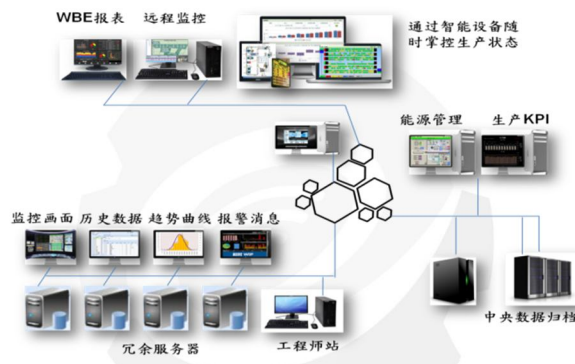 WBE报表
远程监控
通过智能设备随
时掌控生产状态
能源管理
生产KPI
监控画面
历史数据
趋势曲线
报警消息
冗余服务器
工程师站
中央数据归档